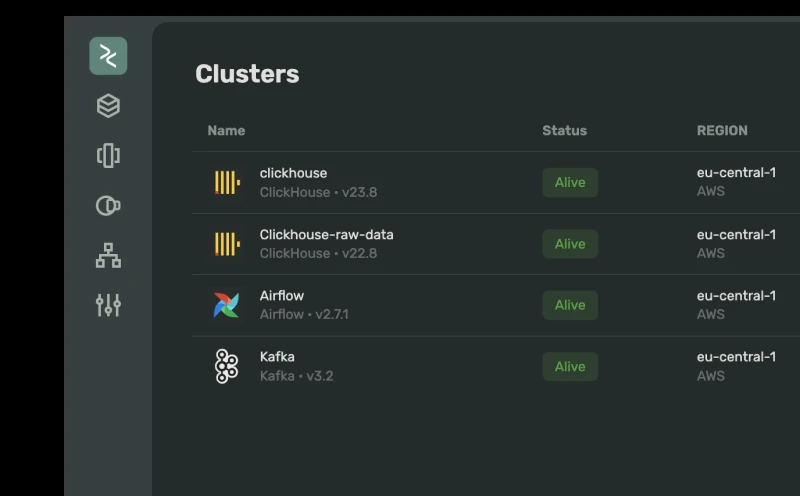 Clusters
Name Status REGION
clickhouse Alive eu-central-1
ClickHouse • v23.8 AWS
Clickhouse-raw-data Alive eu-central-1
ClickHouse • v22.8 AWS
Airflow Alive eu-central-1
Airflow • v2.7.1 AWS
Kafka Alive eu-central-1
Kafka • v3.2 AWS